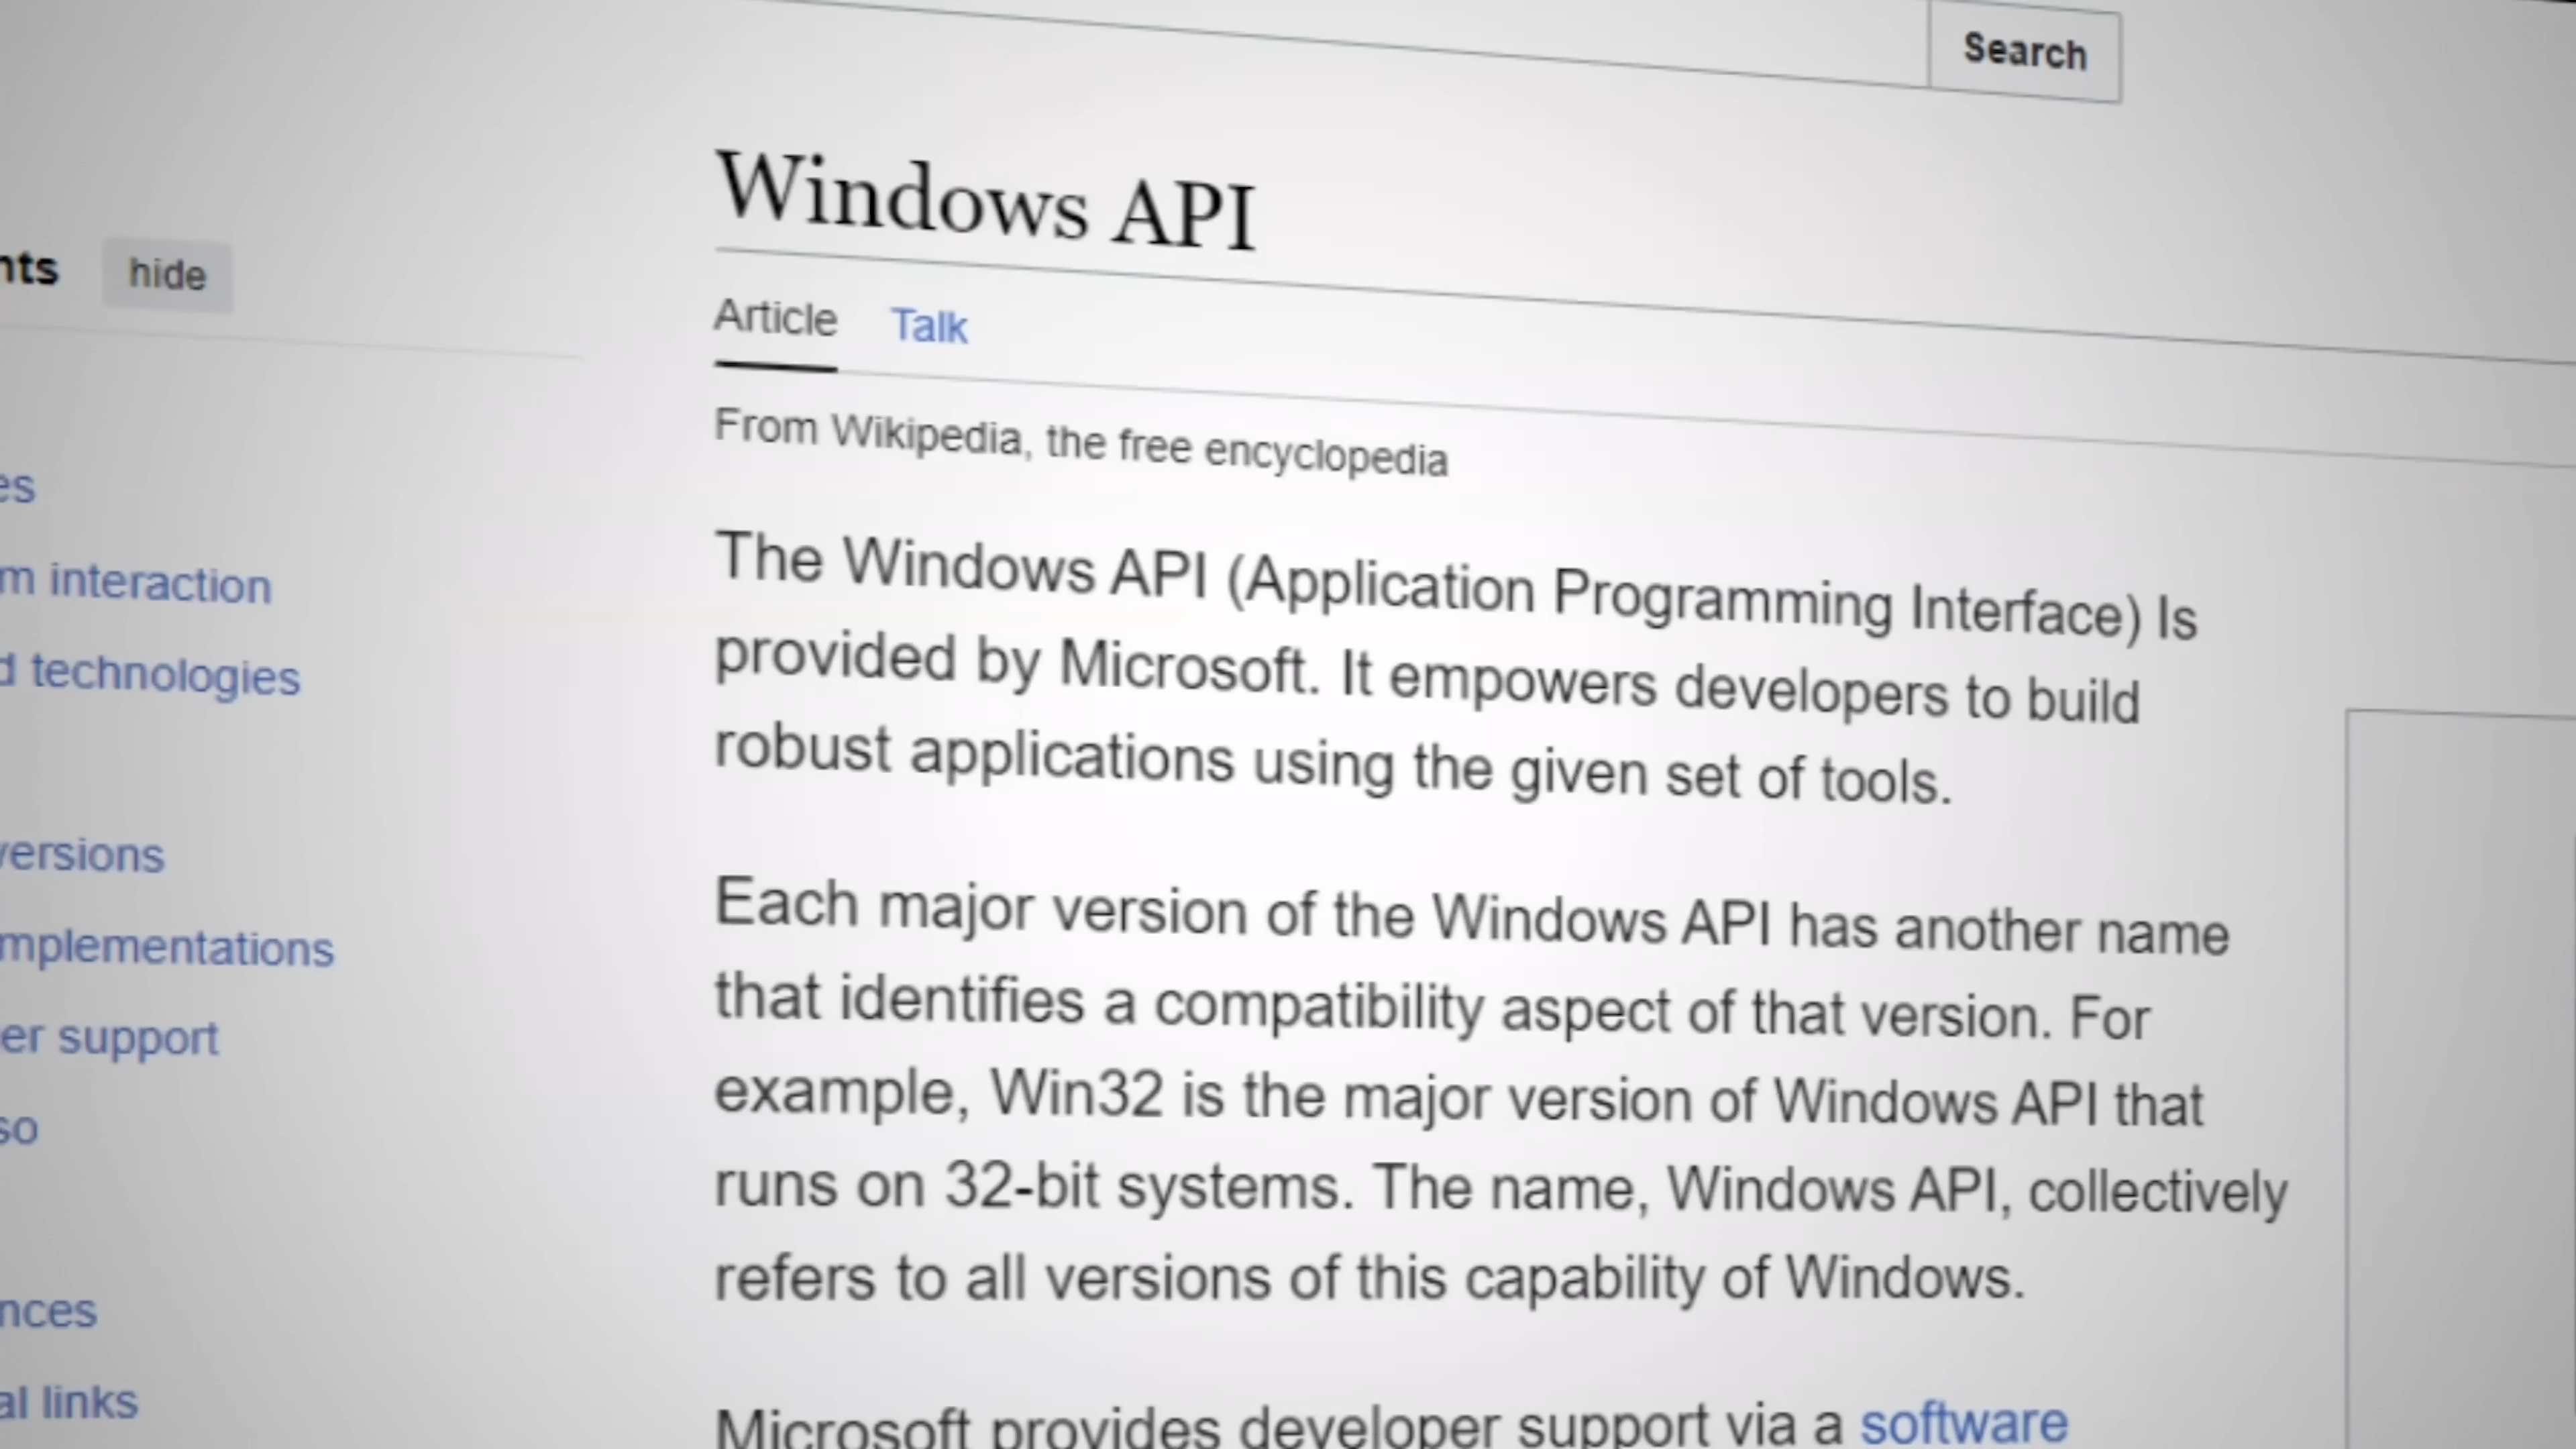 Search
Windows API
nts hide
Article Talk
From Wikipedia, the free encyclopedia
es
m interaction
d technologies
versions
mplementations
er support
so
nces
al links
The Windows API (Application Programming Interface) Is
provided by Microsoft. It empowers developers to build
robust applications using the given set of tools.
Each major version of the Windows API has another name
that identifies a compatibility aspect of that version. For
example, Win32 is the major version of Windows API that
runs on 32-bit systems. The name, Windows API, collectively
refers to all versions of this capability of Windows.
Microsoft provides developer support via a software